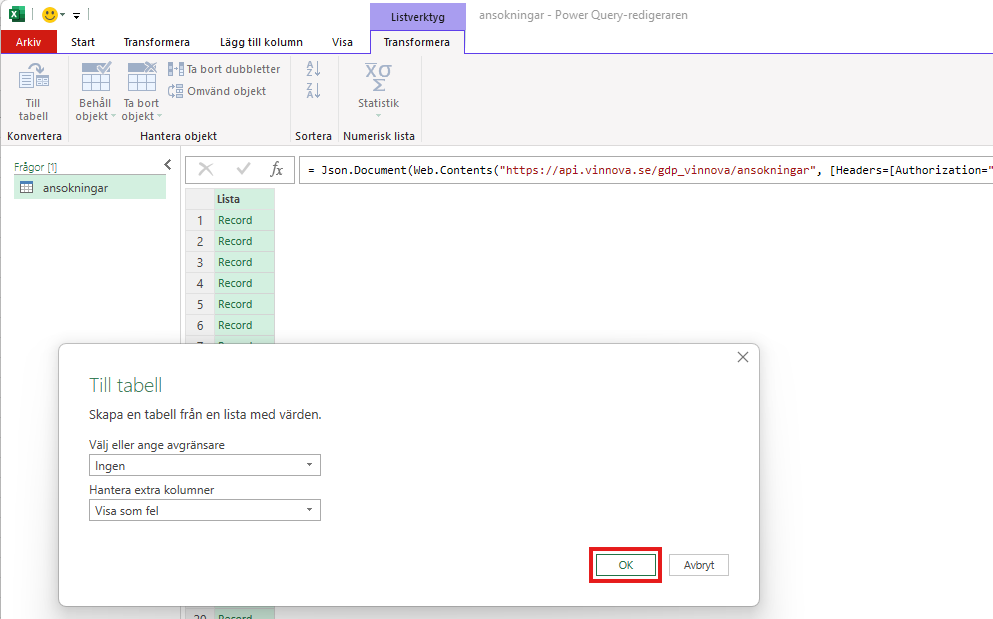 Listverktyg
ansokningar - Power Query-redigeraren
Arkiv Start Transformera Lägg till kolumn Visa Transformera
Till tabell
Behåll objekt
Ta bort objekt
Ta bort dubbletter
Omvänd objekt
Statistik
Konvertera Hantera objekt Sortera Numerisk lista
Frågor [1]
ansokningar
fx
= Json.Document(Web.Contents("https://api.vinnova.se/gdp_vinnova/ansokningar", [Headers=[Authorization="
Lista
1 Record
2 Record
3 Record
4 Record
5 Record
6 Record
Till tabell
Skapa en tabell från en lista med värden.
Välj eller ange avgränsare
Ingen
Hantera extra kolumner
Visa som fel
OK Avbryt
20 Record